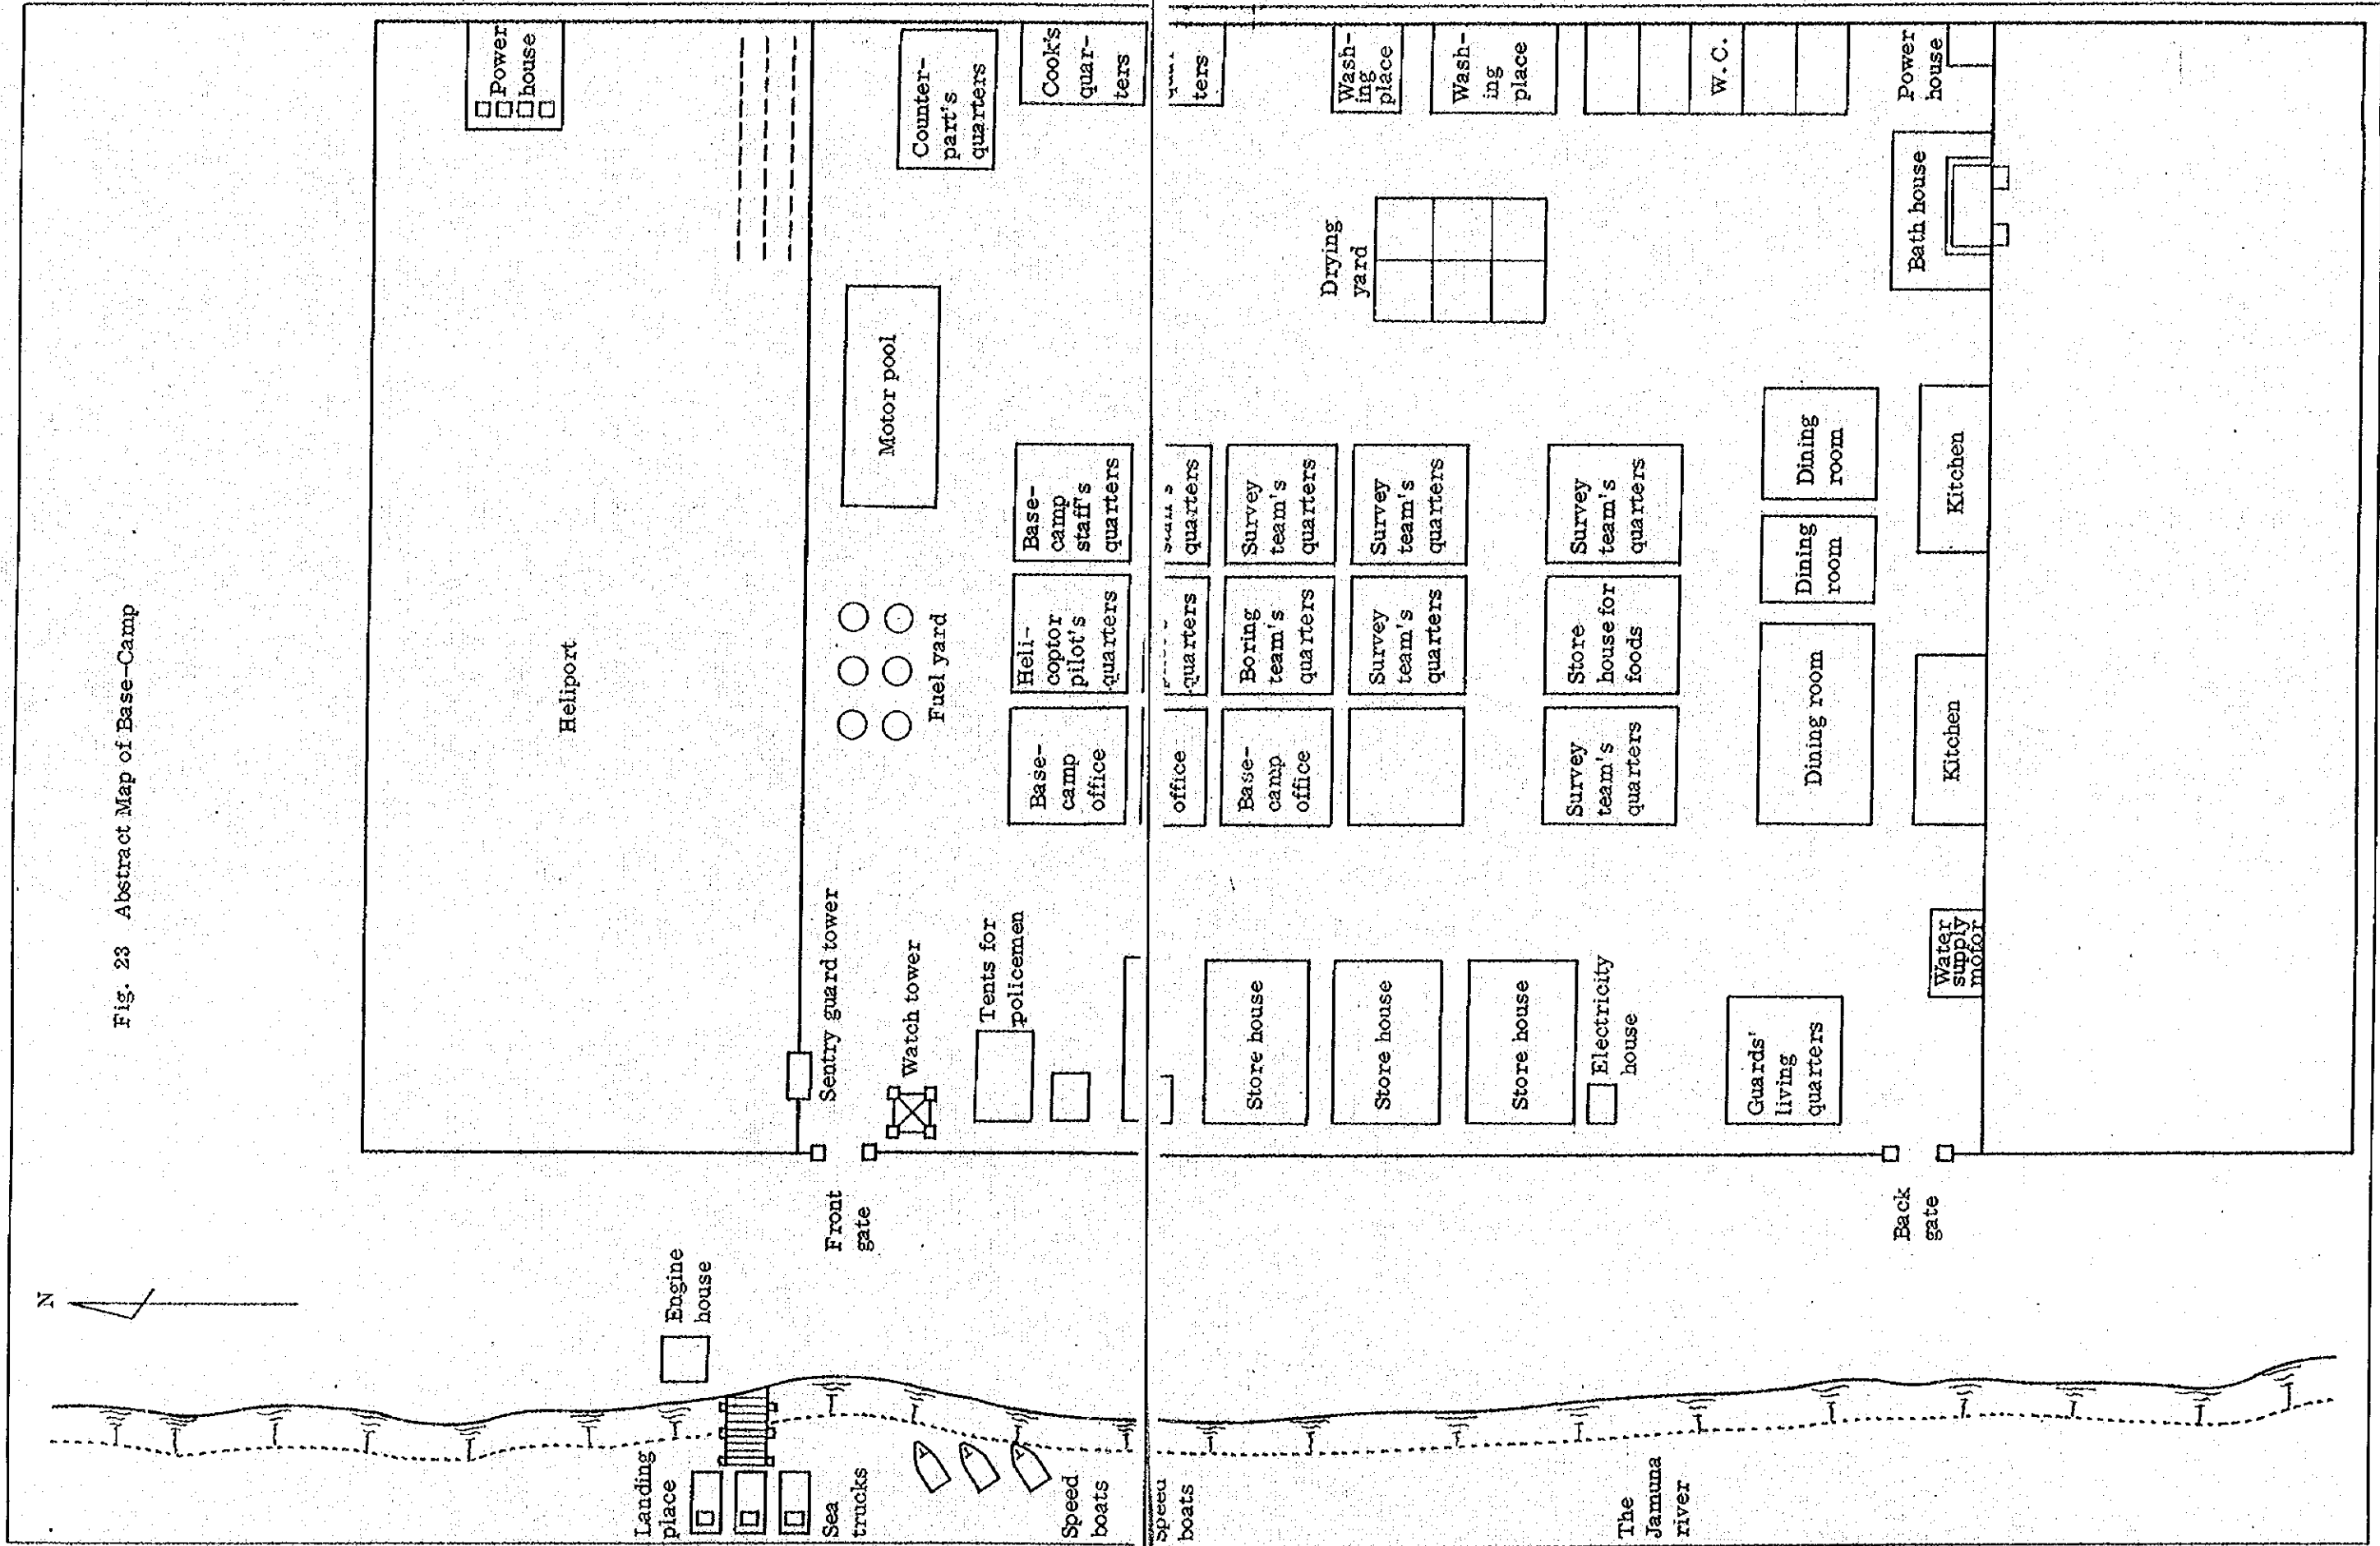 Fig. 23 Abstract Map of Base-Camp
N
Heliport
Power
house
Landing
place
Sea
trucks
Engine
house
Front
gate
Sentry guard tower
Watch tower
Fuel yard
Motor pool
Counter-
part's
quarters
Tents for
policemen
Speed
boats
Base-
camp
office
Heli-
coptor
pilot's
quarters
Base-
camp
staff's
quarters
Cook's
quar-
ters
Speed
boats
office
quarters
quarters
ters
Store house
Base-
camp
office
Boring
team's
quarters
Survey
team's
quarters
Store house
Survey
team's
quarters
Survey
team's
quarters
Drying
yard
Wash-
ing
place
Wash-
ing
place
Store house
Electricity
house
Survey
team's
quarters
Store
house for
foods
Survey
team's
quarters
W.C.
The
Jamuna
river
Guards'
living
quarters
Dining room
Dining
room
Dining
room
Back
gate
Water
supply
motor
Kitchen
Kitchen
Bath house
Power
house